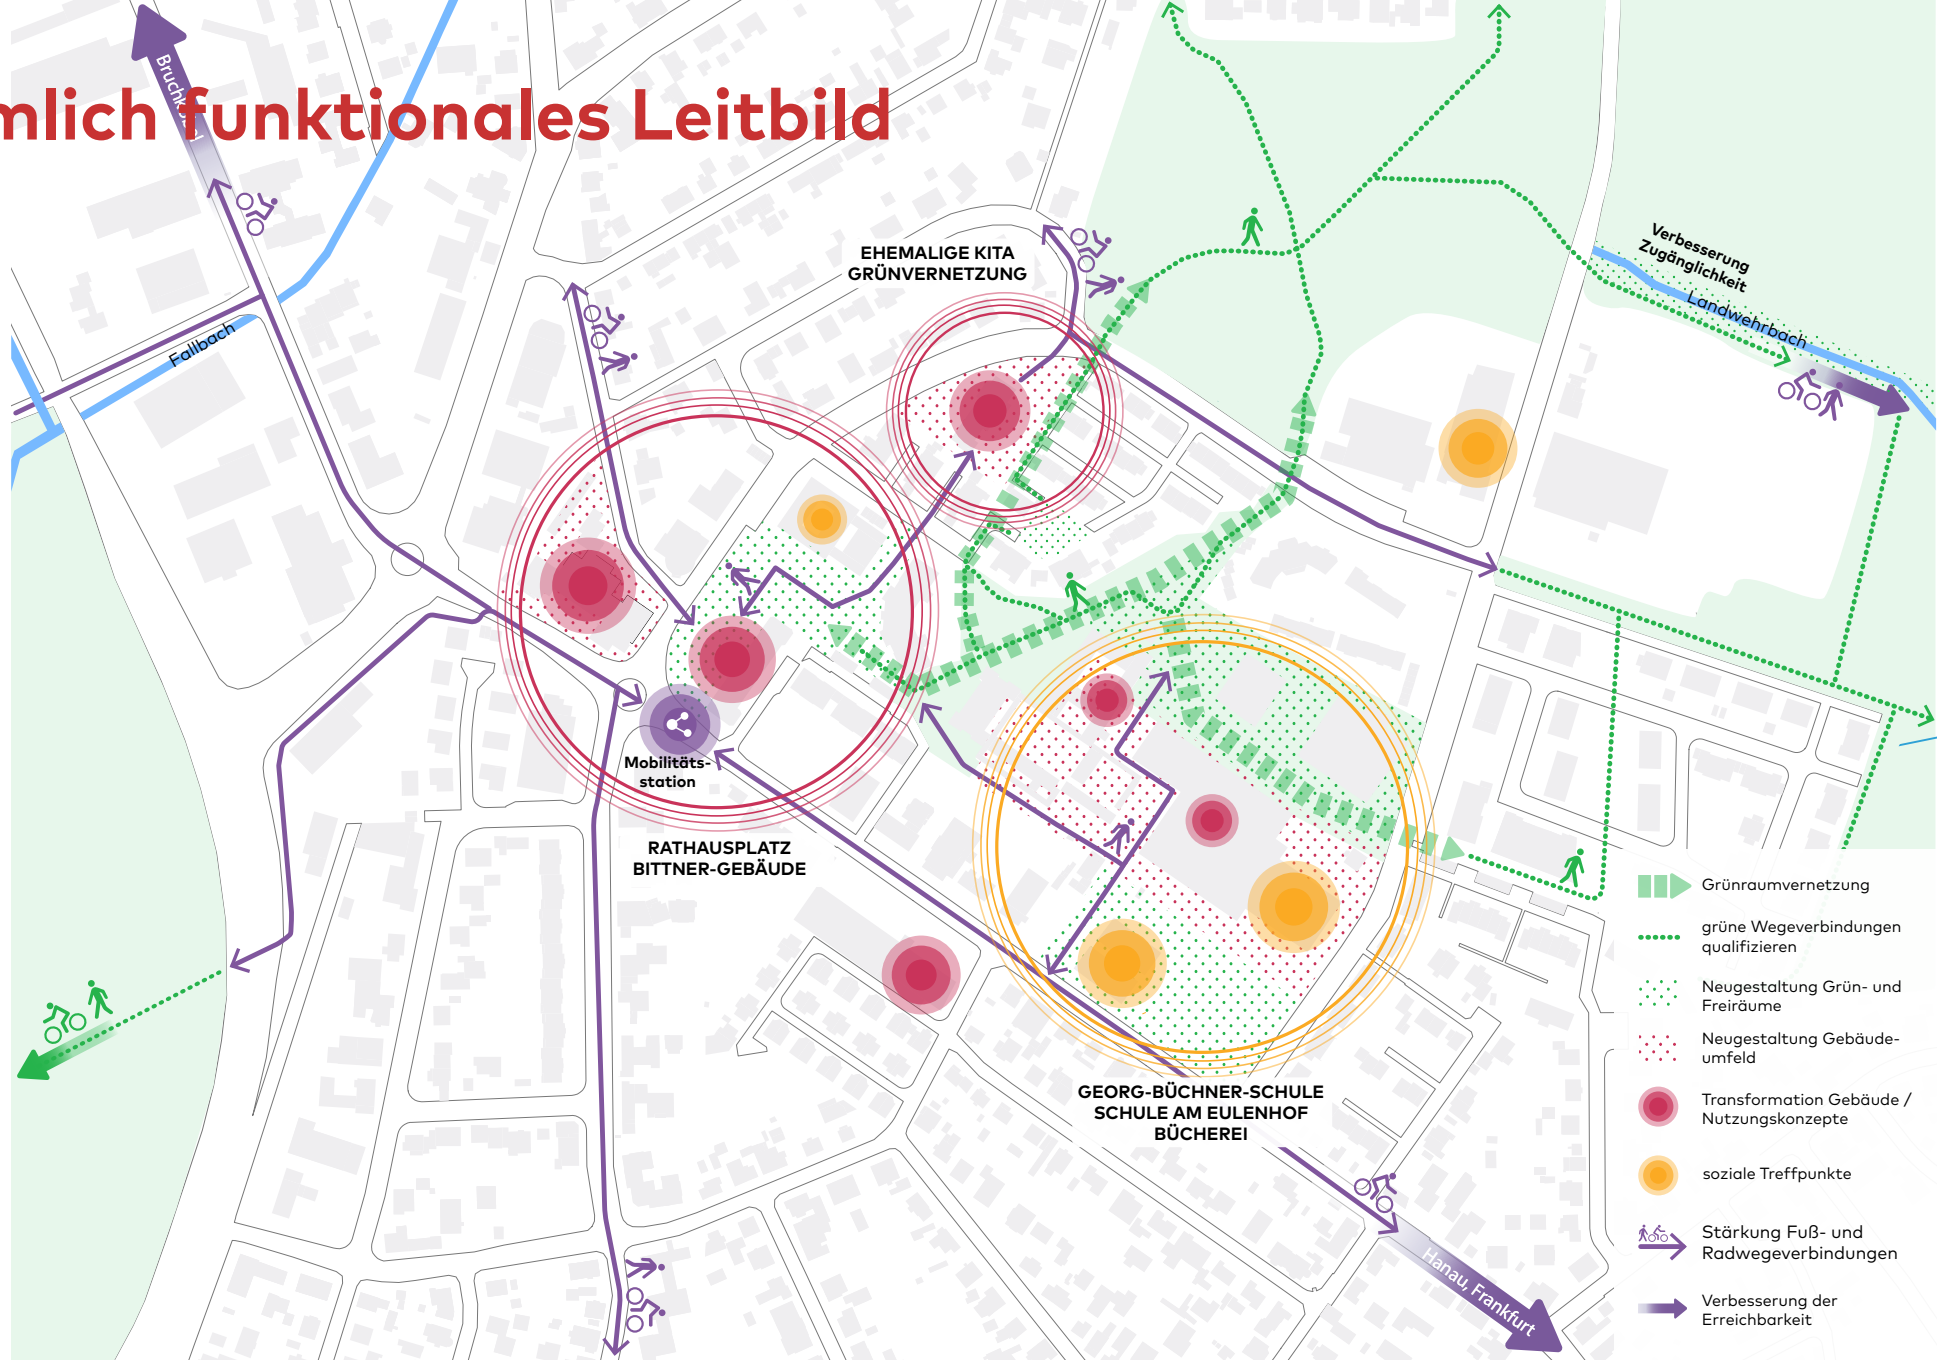 mlich funktionales Leitbild
Bruchköbel
Fallbach
EHEMALIGE KITA
GRÜNVERNETZUNG
Verbesserung
Zugänglichkeit
Landwehrbach
Mobilitäts-
station
RATHAUSPLATZ
BITTNER-GEBÄUDE
GEORG-BÜCHNER-SCHULE
SCHULE AM EULENHOF
BÜCHEREI
Hanau, Frankfurt
Grünraumvernetzung
grüne Wegeverbindungen
qualifizieren
Neugestaltung Grün- und
Freiräume
Neugestaltung Gebäude-
umfeld
Transformation Gebäude /
Nutzungskonzepte
soziale Treffpunkte
Stärkung Fuß- und
Radwegeverbindungen
Verbesserung der
Erreichbarkeit